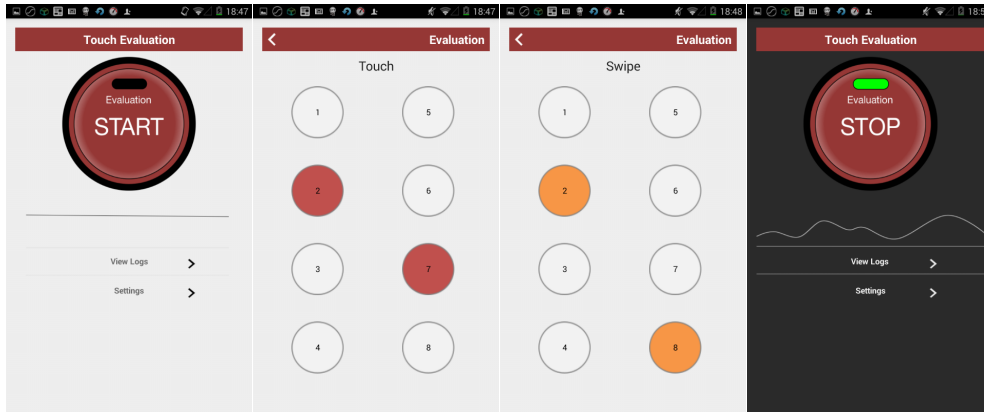 18:47
Touch Evaluation
Evaluation
START
View Logs
Settings
18:47
Evaluation
Touch
1
5
2
6
3
7
4
8
18:48
Evaluation
Swipe
1
5
2
6
3
7
4
8
18:5
Touch Evaluation
Evaluation
STOP
View Logs
Settings